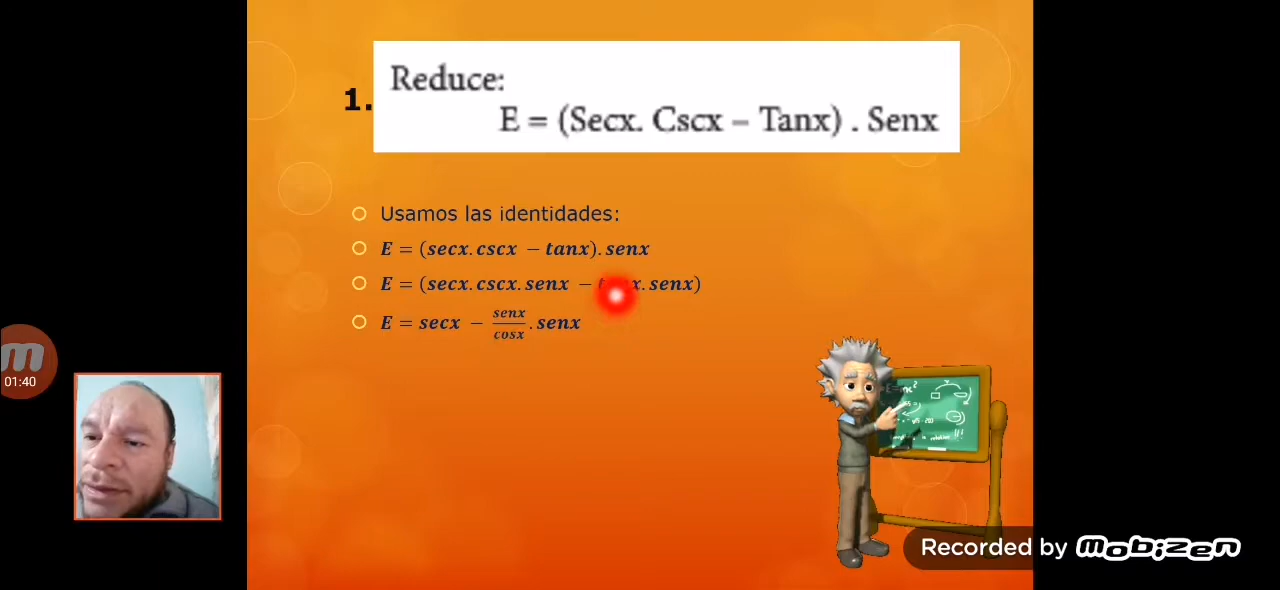 Reduce:
1.
E = (Secx. Cscx – Tanx) . Senx
Usamos las identidades:
E = (secx. cscx − tanx). senx
E = (secx. cscx. senx − x. senx)
E = secx − senx/cosx . senx
01:40
Recorded by mobizen